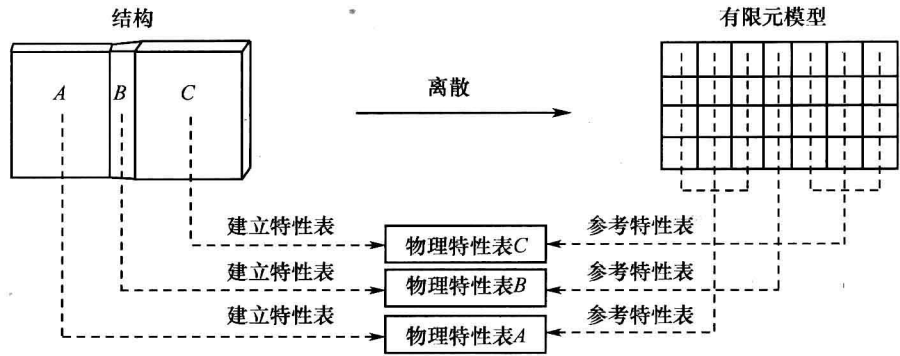 结构
有限元模型
A
B
C
离散
建立特性表
物理特性表C
参考特性表
建立特性表
物理特性表B
参考特性表
建立特性表
物理特性表A
参考特性表